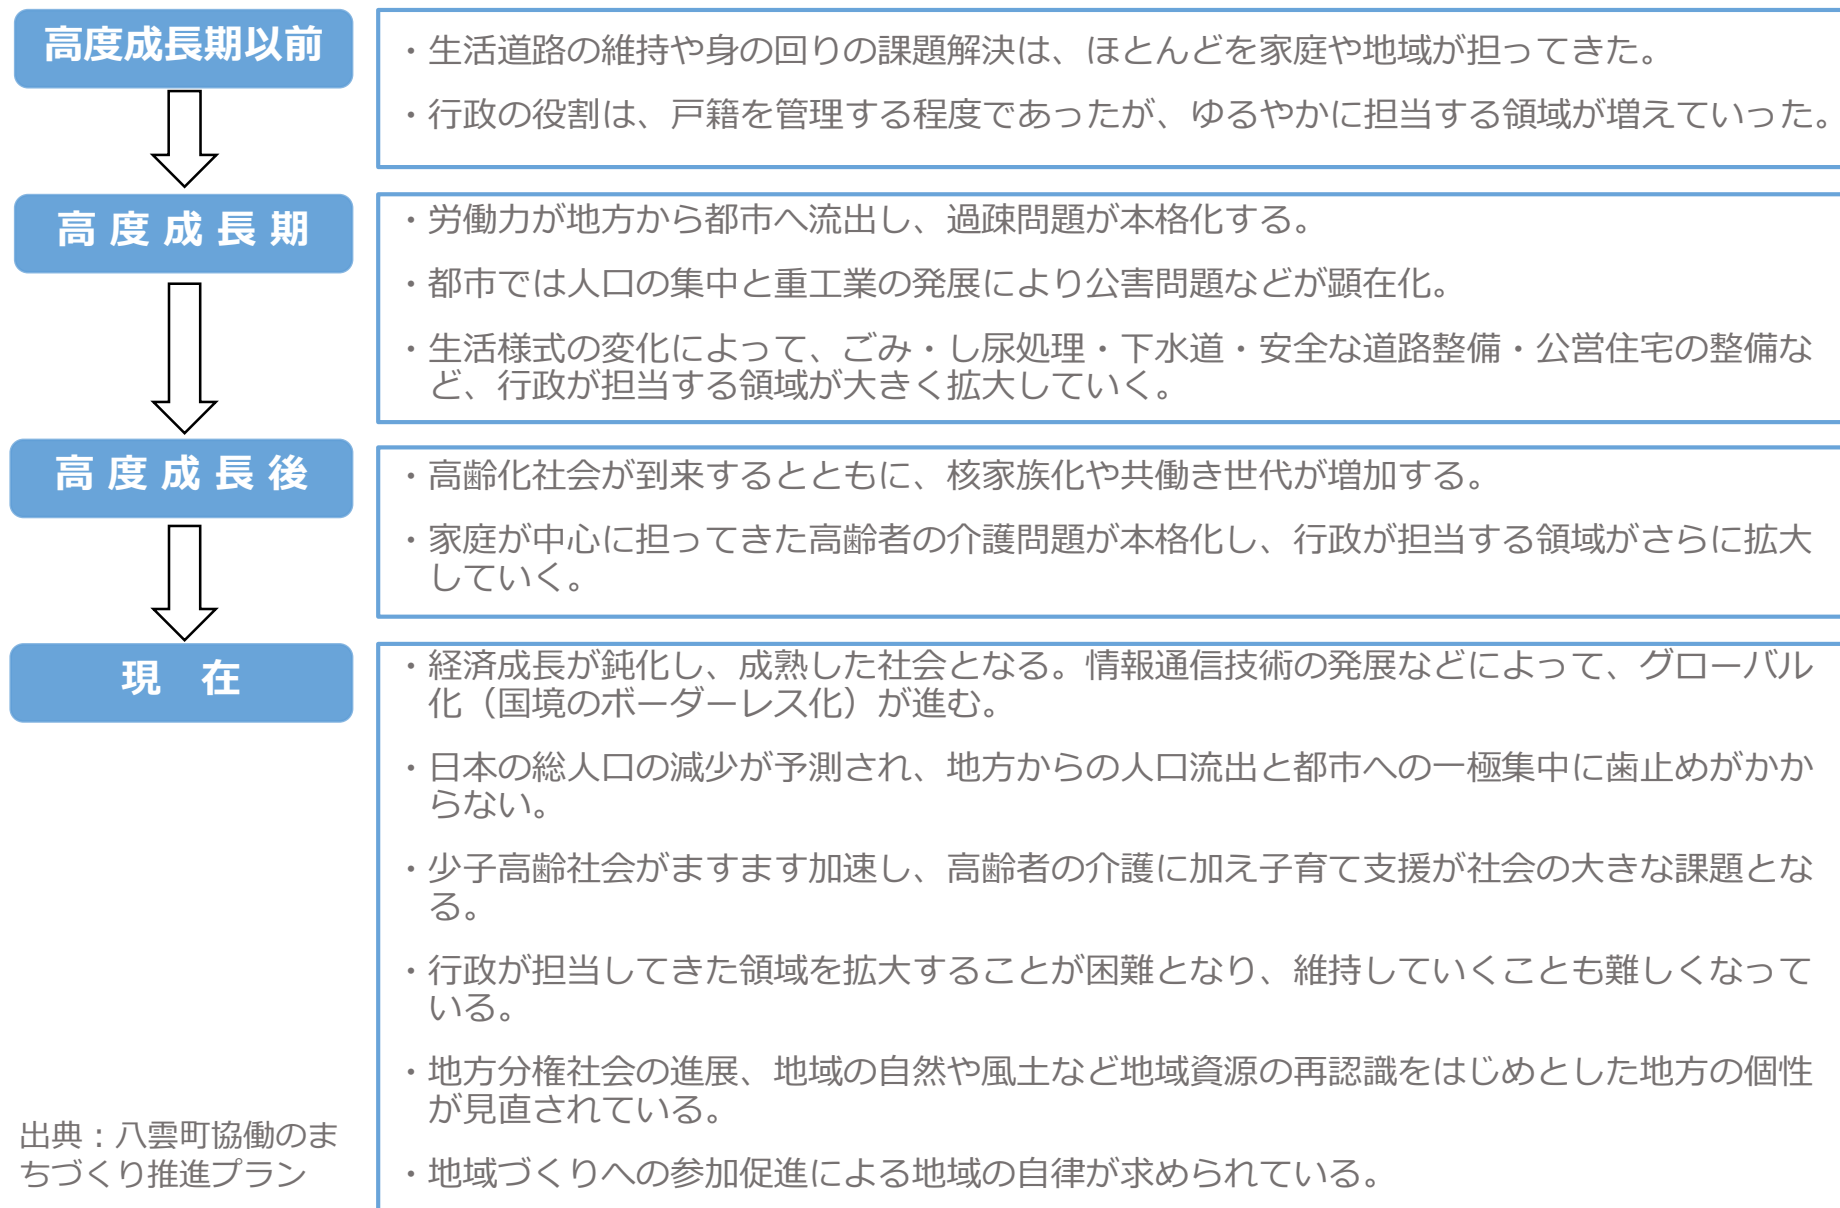 高度成長期以前
・生活道路の維持や身の回りの課題解決は、ほとんどを家庭や地域が担ってきた。
・行政の役割は、戸籍を管理する程度であったが、ゆるやかに担当する領域が増えていった。
高度成長期
・労働力が地方から都市へ流出し、過疎問題が本格化する。
・都市では人口の集中と重工業の発展により公害問題などが顕在化。
・生活様式の変化によって、ごみ・し尿処理・下水道・安全な道路整備・公営住宅の整備な
ど、行政が担当する領域が大きく拡大していく。
高度成長後
・高齢化社会が到来するとともに、核家族化や共働き世代が増加する。
・家庭が中心に担ってきた高齢者の介護問題が本格化し、行政が担当する領域がさらに拡大
していく。
現　在
・経済成長が鈍化し、成熟した社会となる。情報通信技術の発展などによって、グローバル
化（国境のボーダーレス化）が進む。
・日本の総人口の減少が予測され、地方からの人口流出と都市への一極集中に歯止めがかか
らない。
・少子高齢社会がますます加速し、高齢者の介護に加え子育て支援が社会の大きな課題とな
る。
・行政が担当してきた領域を拡大することが困難となり、維持していくことも難しくなって
いる。
・地方分権社会の進展、地域の自然や風土など地域資源の再認識をはじめとした地方の個性
が見直されている。
・地域づくりへの参加促進による地域の自律が求められている。
出典：八雲町協働のま
ちづくり推進プラン